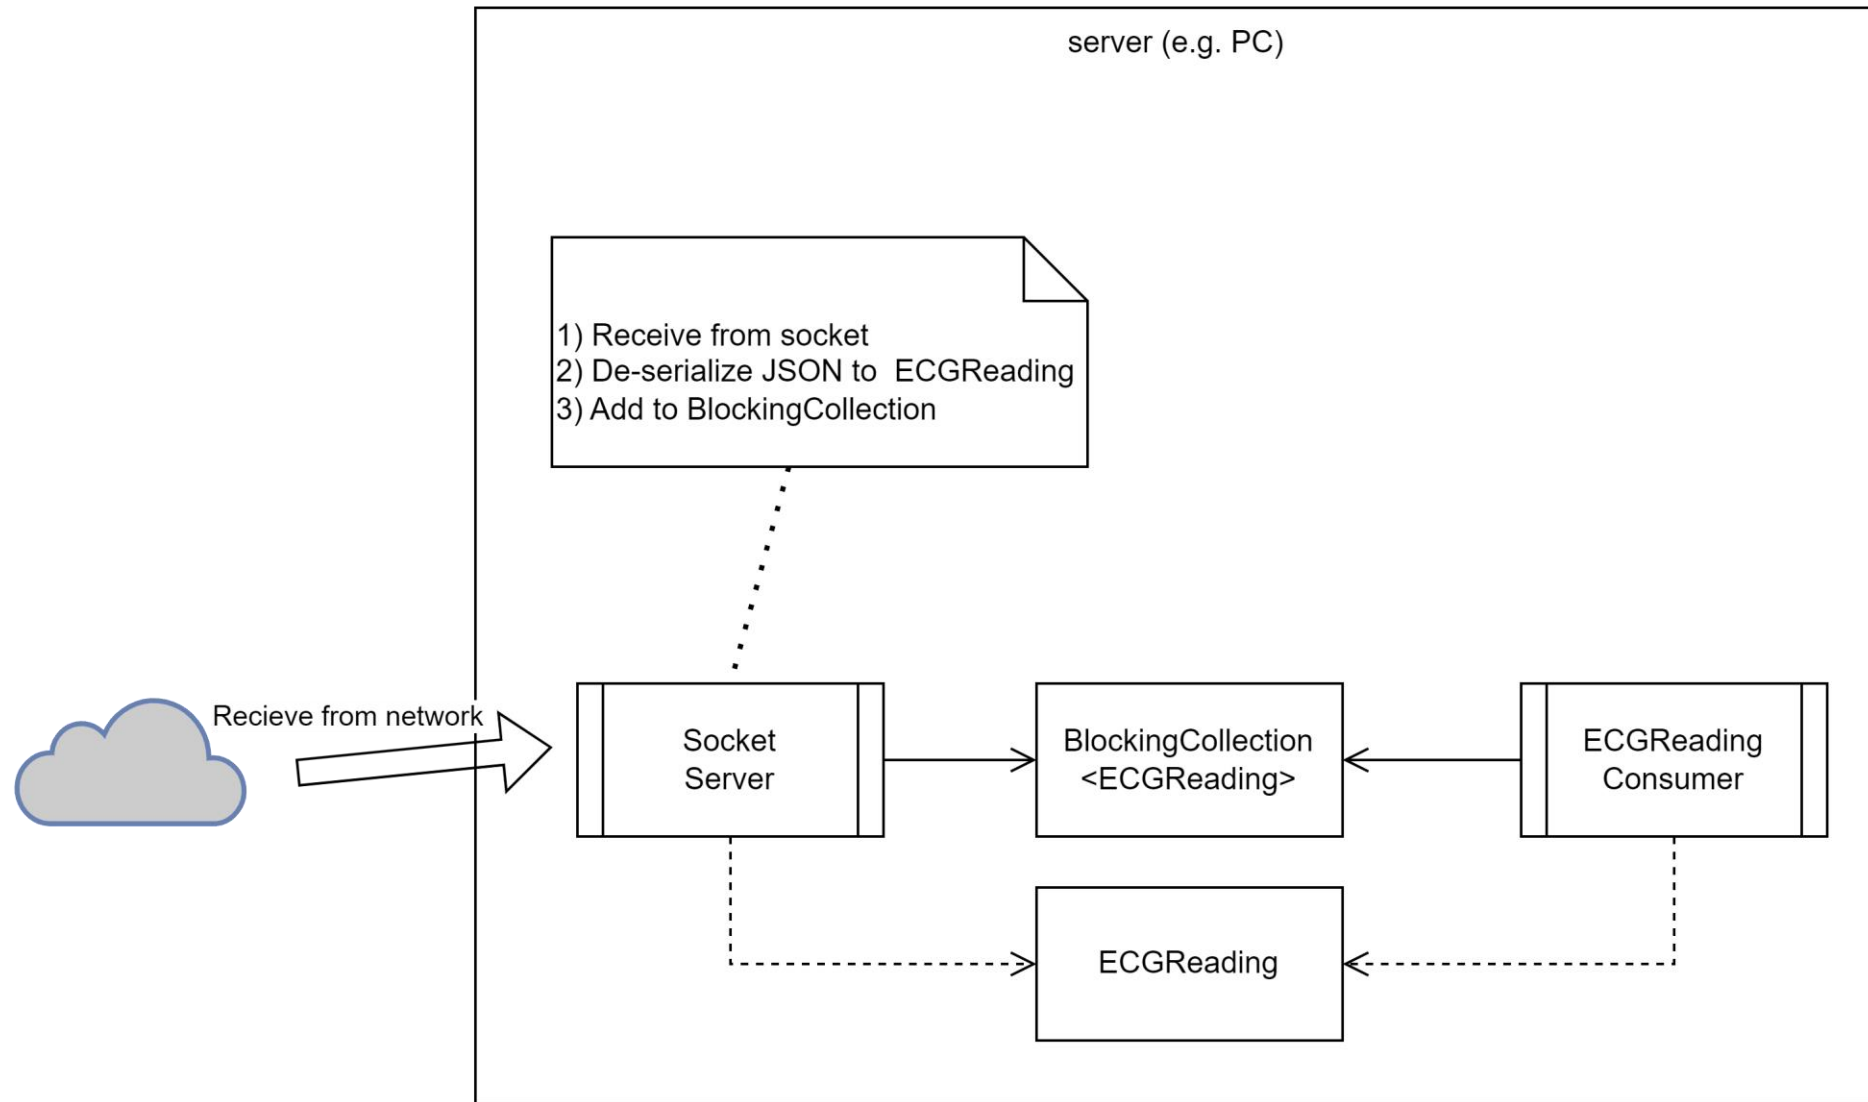 server (e.g. PC)
1) Receive from socket
2) De-serialize JSON to  ECGReading
3) Add to BlockingCollection
Recieve from network
Socket
Server
BlockingCollection
<ECGReading>
ECGReading
Consumer
ECGReading